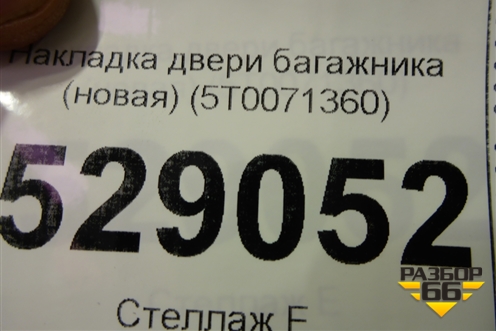 Накладка двери багажника
(новая) (5T0071360)
529052
Стеллаж E
РАЗБОР
66